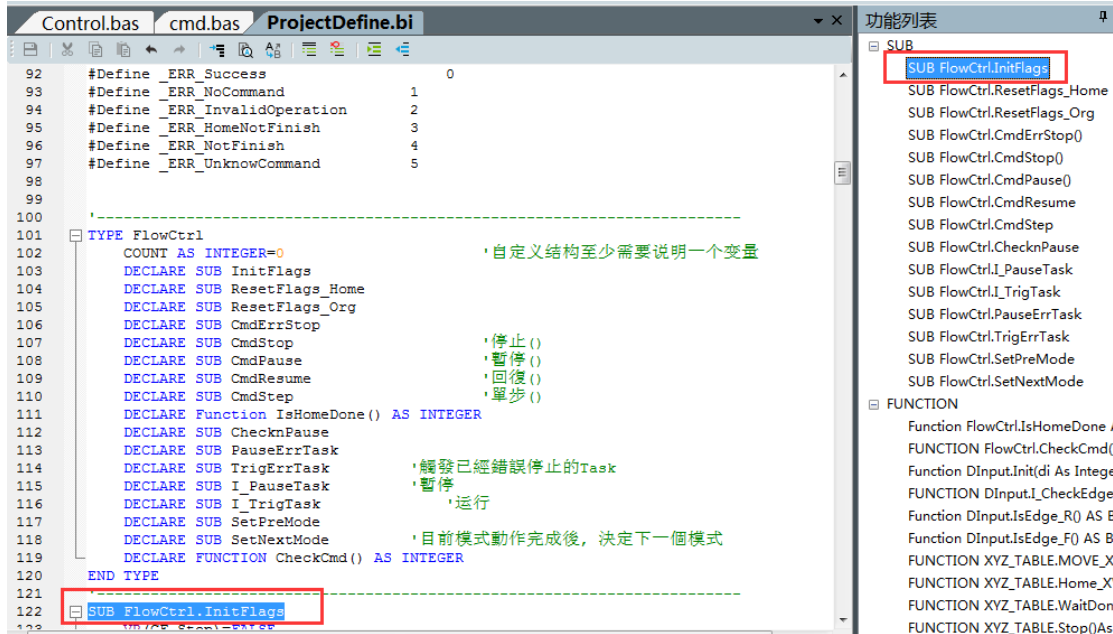 Control.bas cmd.bas ProjectDefine.bi
92 #Define _ERR_Success 0
93 #Define _ERR_NoCommand 1
94 #Define _ERR_InvalidOperation 2
95 #Define _ERR_HomeNotFinish 3
96 #Define _ERR_NotFinish 4
97 #Define _ERR_UnknowCommand 5
98
99
100 '------------------------------------------------------------------------
101 TYPE FlowCtrl
102 COUNT AS INTEGER=0 '自定义结构至少需要说明一个变量
103 DECLARE SUB InitFlags
104 DECLARE SUB ResetFlags_Home
105 DECLARE SUB ResetFlags_Org
106 DECLARE SUB CmdErrStop
107 DECLARE SUB CmdStop '停止()
108 DECLARE SUB CmdPause '暫停()
109 DECLARE SUB CmdResume '回復()
110 DECLARE SUB CmdStep '單步()
111 DECLARE Function IsHomeDone() AS INTEGER
112 DECLARE SUB ChecknPause
113 DECLARE SUB PauseErrTask
114 DECLARE SUB TrigErrTask '觸發已經錯誤停止的Task
115 DECLARE SUB I_PauseTask '暫停
116 DECLARE SUB I_TrigTask '运行
117 DECLARE SUB SetPreMode
118 DECLARE SUB SetNextMode '目前模式動作完成後, 決定下一個模式
119 DECLARE FUNCTION CheckCmd() AS INTEGER
120 END TYPE
121 '------------------------------------------------------------------------
122 SUB FlowCtrl.InitFlags
123 VB(CF_Stop)=FALSE
功能列表
SUB
SUB FlowCtrl.InitFlags
SUB FlowCtrl.ResetFlags_Home
SUB FlowCtrl.ResetFlags_Org
SUB FlowCtrl.CmdErrStop()
SUB FlowCtrl.CmdStop()
SUB FlowCtrl.CmdPause()
SUB FlowCtrl.CmdResume
SUB FlowCtrl.CmdStep
SUB FlowCtrl.ChecknPause
SUB FlowCtrl.I_PauseTask
SUB FlowCtrl.I_TrigTask
SUB FlowCtrl.PauseErrTask
SUB FlowCtrl.TrigErrTask
SUB FlowCtrl.SetPreMode
SUB FlowCtrl.SetNextMode
FUNCTION
Function FlowCtrl.IsHomeDone
FUNCTION FlowCtrl.CheckCmd(
Function DInput.Init(di As Intege
FUNCTION DInput.I_CheckEdge
Function DInput.IsEdge_R() AS B
Function DInput.IsEdge_F() AS B
FUNCTION XYZ_TABLE.MOVE_X
FUNCTION XYZ_TABLE.Home_X
FUNCTION XYZ_TABLE.WaitDon
FUNCTION XYZ_TABLE.Stop()As